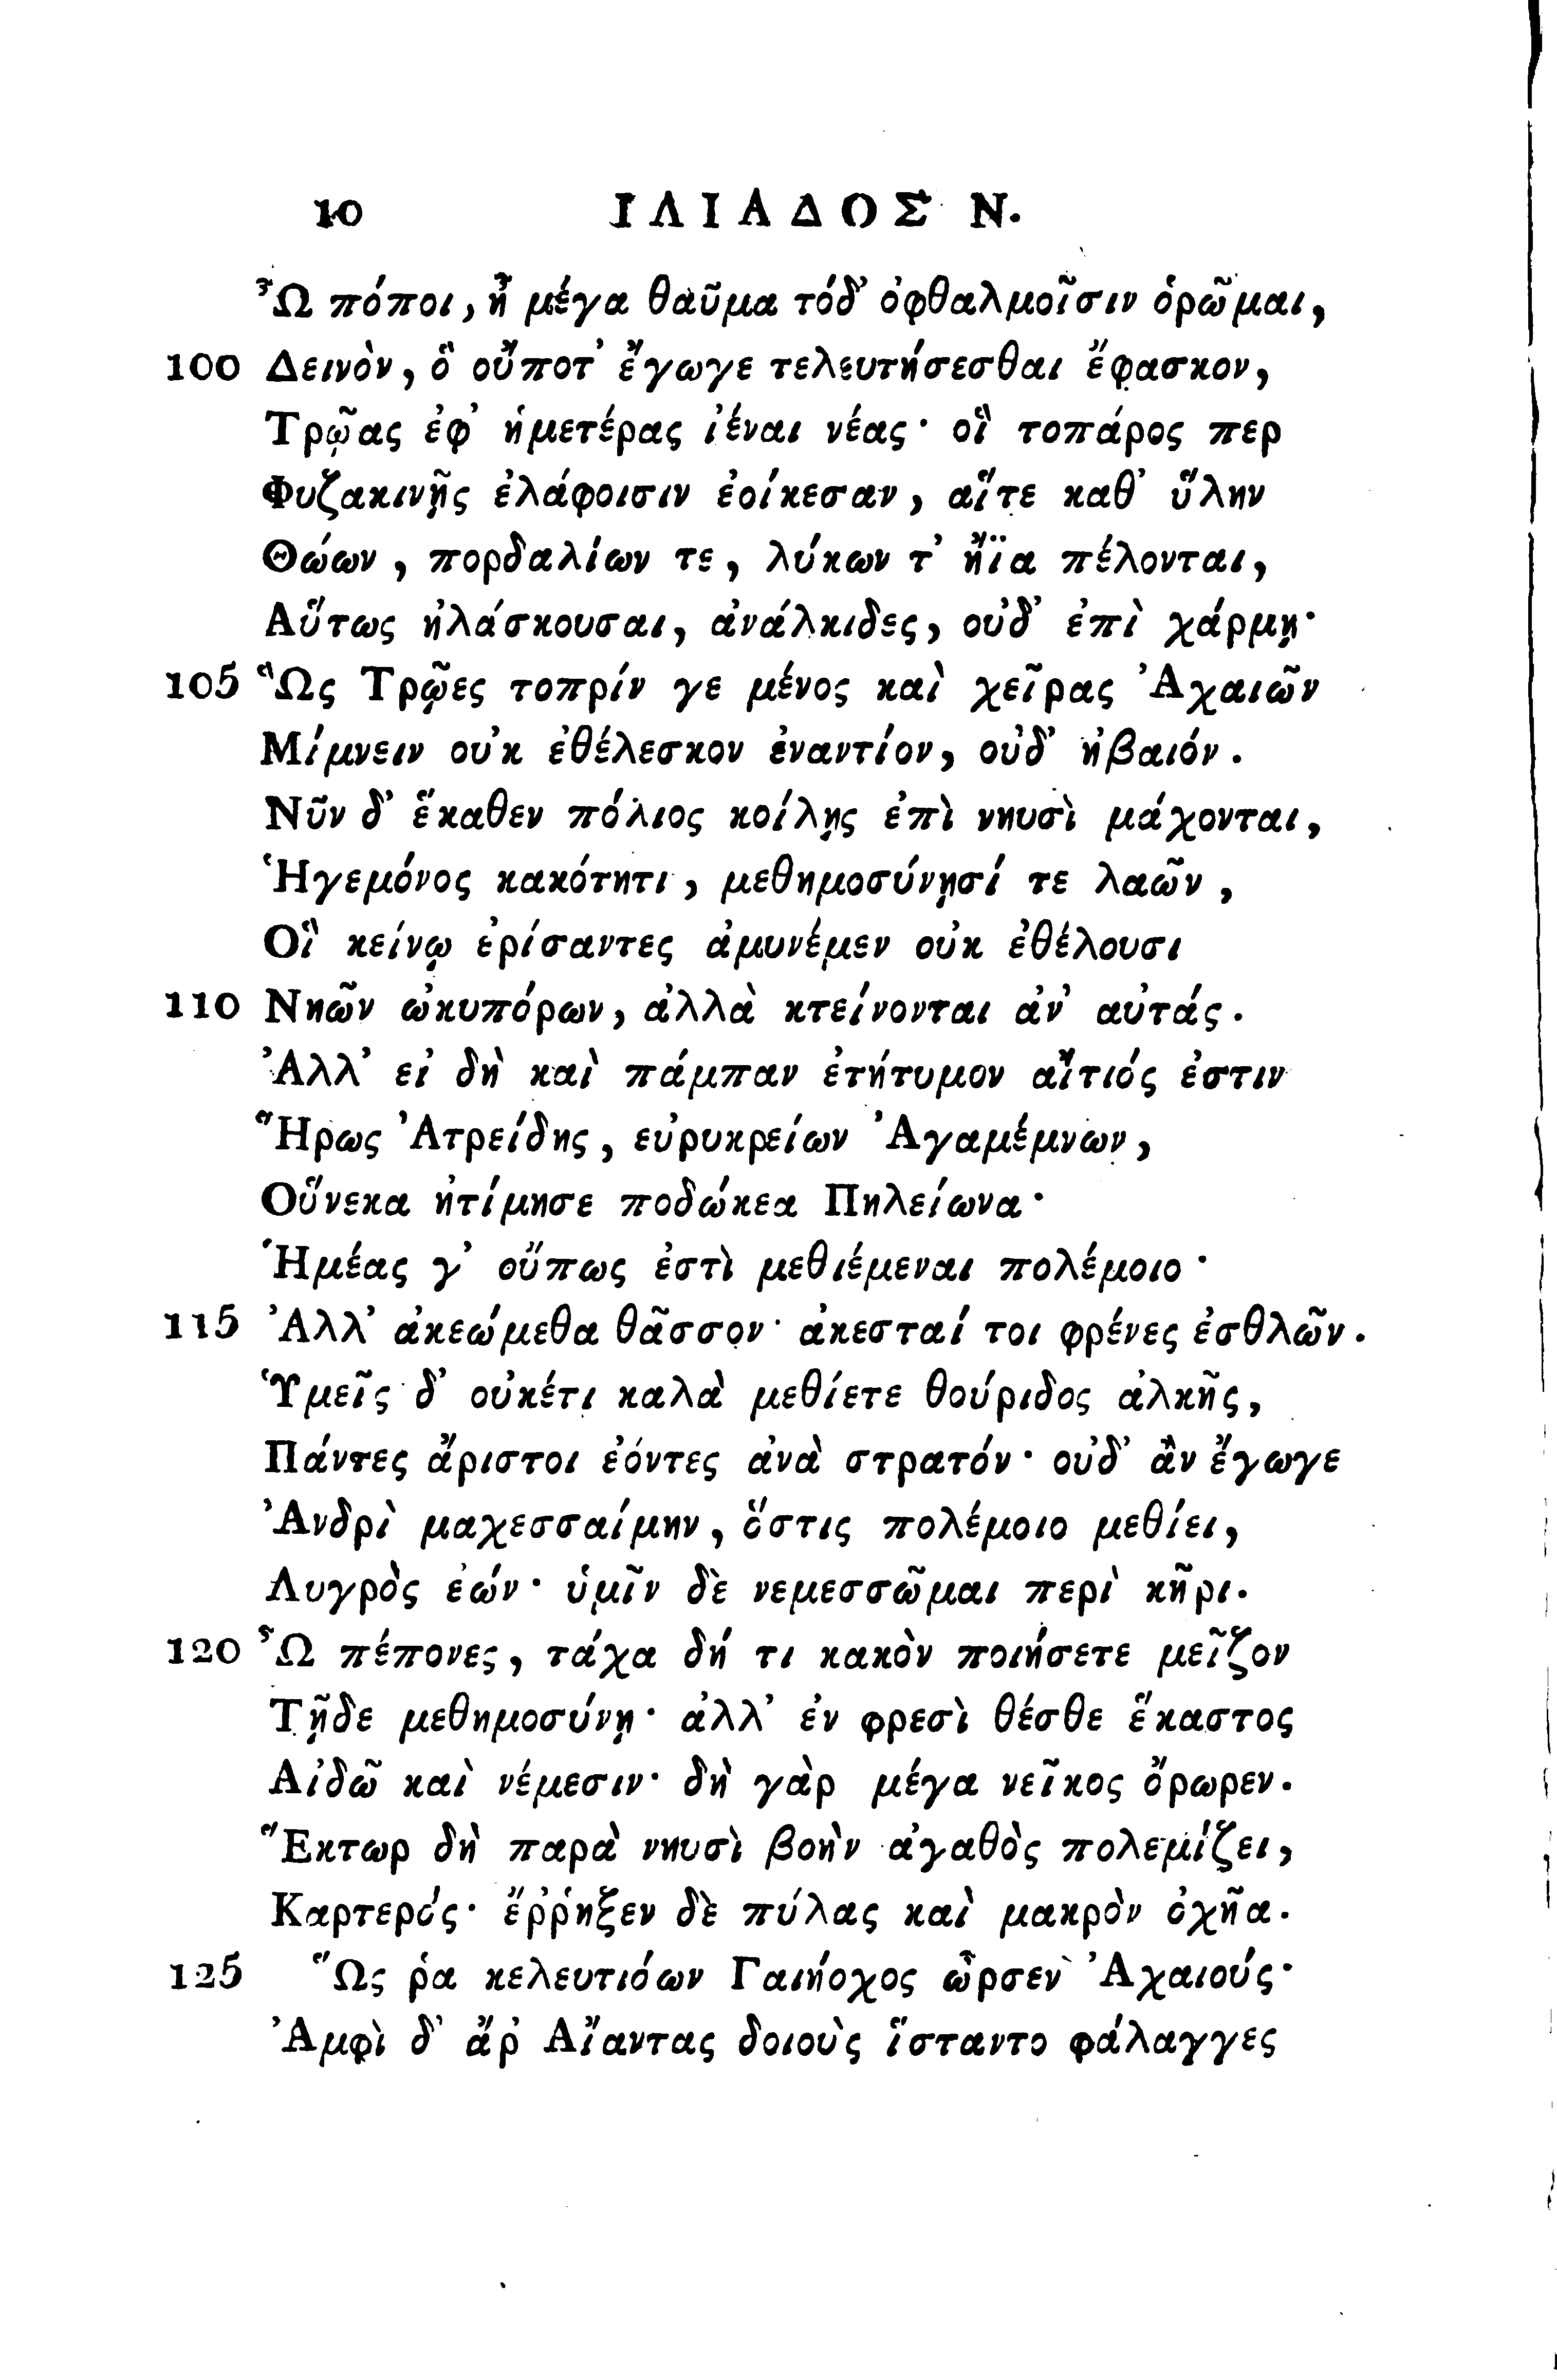 10 ΙΛΙΑΔΟΣ Ν.
Ὦ πόποι, ἦ μέγα θαῦμα τόδ᾽ ὀφθαλμοῖσιν ὁρῶμαι,
100 Δεινὸν, ὃ οὔποτ᾽ ἔγωγε τελευτήσεσθαι ἔφασκον,
Τρῷας ἐφ᾽ ἡμετέρας ἰέναι νέας· οἳ τοπάρος περ
Φυζακινῇς ἐλάφοισιν ἐοίκεσαν, αἵτε καθ᾽ ὕλην
Θώων, πορδαλίων τε, λύκων τ᾽ ἤϊα πέλονται,
Αὕτως ἠλάσκουσαι, ἀνάλκιδες, οὐδ᾽ ἐπὶ χάρμῃ·
105 Ὣς Τρῷες τοπρίν γε μένος καὶ χεῖρας Ἀχαιῶν
Μίμνειν οὐκ ἐθέλεσκον ἐναντίον, οὐδ᾽ ἠβαιόν.
Νῦν δ᾽ ἕκαθεν πόλιος κοίλῃς ἐπὶ νηυσὶ μάχονται,
Ἡγεμόνος κακότητι, μεθημοσύνῃσί τε λαῶν,
Οἳ κείνῳ ἐρίσαντες ἀμυνέμεν οὐκ ἐθέλουσι
110 Νηῶν ὠκυπόρων, ἀλλὰ κτείνονται ἀν᾽ αὐτάς.
Ἀλλ᾽ εἰ δὴ καὶ πάμπαν ἐτήτυμον αἴτιός ἐστιν
Ἥρως Ἀτρείδης, εὐρυκρείων Ἀγαμέμνων,
Οὕνεκα ἠτίμησε ποδώκεα Πηλείωνα·
Ἡμέας γ᾽ οὔπως ἐστὶ μεθιέμεναι πολέμοιο·
115 Ἀλλ᾽ ἀκεώμεθα θᾶσσον· ἀκεσταί τοι φρένες ἐσθλῶν.
Ὑμεῖς δ᾽ οὐκέτι καλὰ μεθίετε θούριδος ἀλκῆς,
Πάντες ἄριστοι ἐόντες ἀνὰ στρατόν· οὐδ᾽ ἂν ἔγωγε
Ἀνδρὶ μαχεσσαίμην, ὅστις πολέμοιο μεθίει,
Λυγρὸς ἐών· ὑμῖν δὲ νεμεσσῶμαι περὶ κῆρι.
120 Ὦ πέπονες, τάχα δή τι κακὸν ποιήσετε μεῖζον
Τῇδε μεθημοσύνῃ· ἀλλ᾽ ἐν φρεσὶ θέσθε ἕκαστος
Αἰδῶ καὶ νέμεσιν· δὴ γὰρ μέγα νεῖκος ὄρωρεν.
Ἕκτωρ δὴ παρὰ νηυσὶ βοὴν ἀγαθὸς πολεμίζει,
Καρτερός· ἔῤῥηξεν δὲ πύλας καὶ μακρὸν ὀχῆα.
125 Ὥς ῥα κελευτιόων Γαιήοχος ὦρσεν Ἀχαιούς·
Ἀμφὶ δ᾽ ἄρ᾽ Αἴαντας δοιοὺς ἵσταντο φάλαγγες